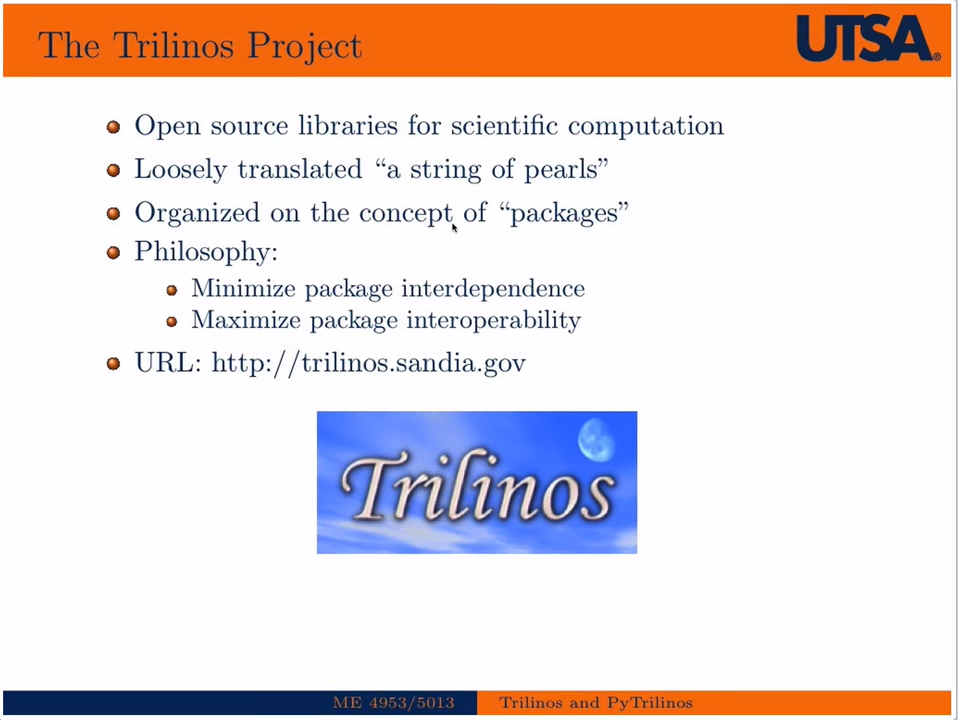 The Trilinos Project
UTSA®
Open source libraries for scientific computation
Loosely translated “a string of pearls”
Organized on the concept of “packages”
Philosophy:
Minimize package interdependence
Maximize package interoperability
URL: http://trilinos.sandia.gov
Trilinos
ME 4953/5013
Trilinos and PyTrilinos